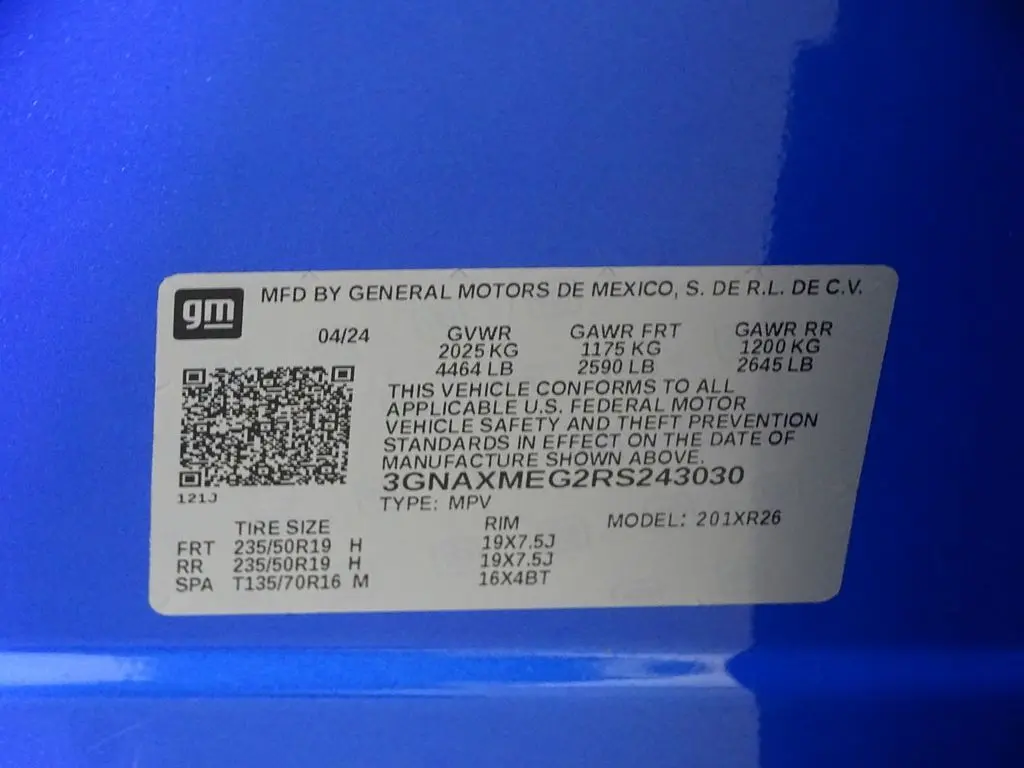 gm MFD BY GENERAL MOTORS DE MEXICO, S. DE R.L. DE C.V.
04/24 GVWR GAWR FRT GAWR RR
2025 KG 1175 KG 1200 KG
4464 LB 2590 LB 2645 LB
THIS VEHICLE CONFORMS TO ALL
APPLICABLE U.S. FEDERAL MOTOR
VEHICLE SAFETY AND THEFT PREVENTION
STANDARDS IN EFFECT ON THE DATE OF
MANUFACTURE SHOWN ABOVE.
3GNAXMEG2RS243030
121J
TYPE: MPV
TIRE SIZE RIM MODEL: 201XR26
FRT 235/50R19 H 19X7.5J
RR 235/50R19 H 19X7.5J
SPA T135/70R16 M 16X4BT